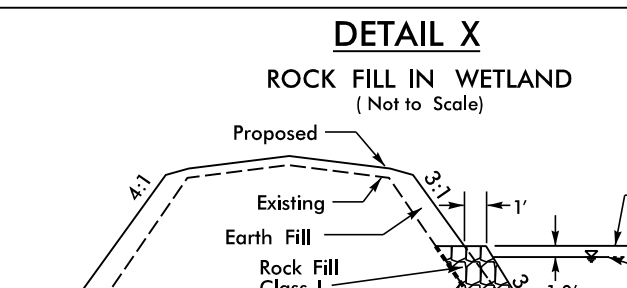 DETAIL X
ROCK FILL IN WETLAND
( Not to Scale)
Proposed
4:1
3:1
Existing
1'
Earth Fill
Rock Fill
Class I